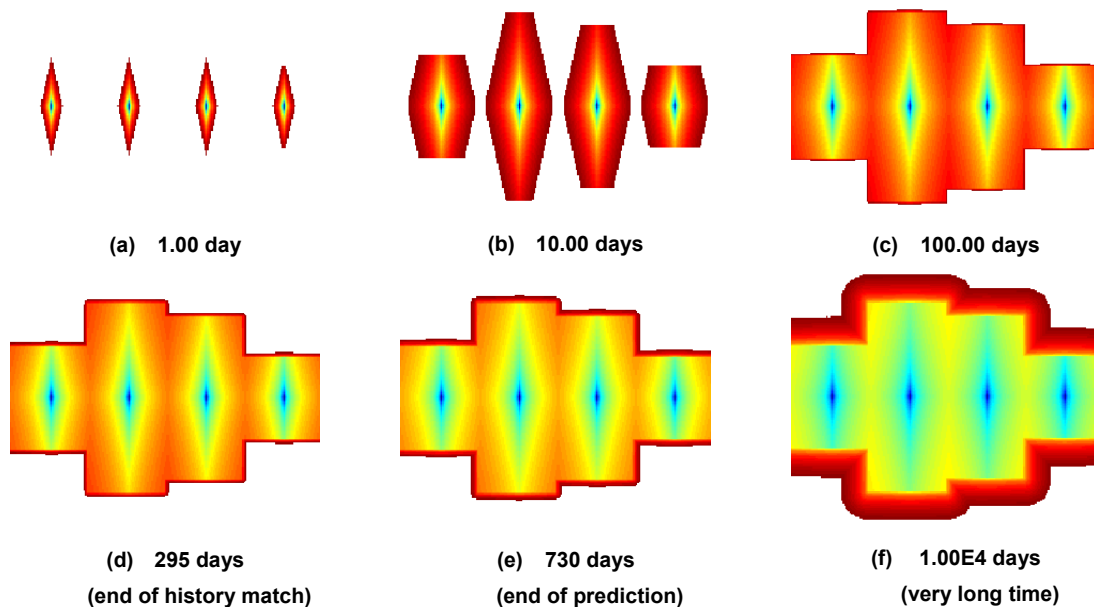 (a) 1.00 day
(b) 10.00 days
(c) 100.00 days
(d) 295 days
(end of history match)
(e) 730 days
(end of prediction)
(f) 1.00E4 days
(very long time)